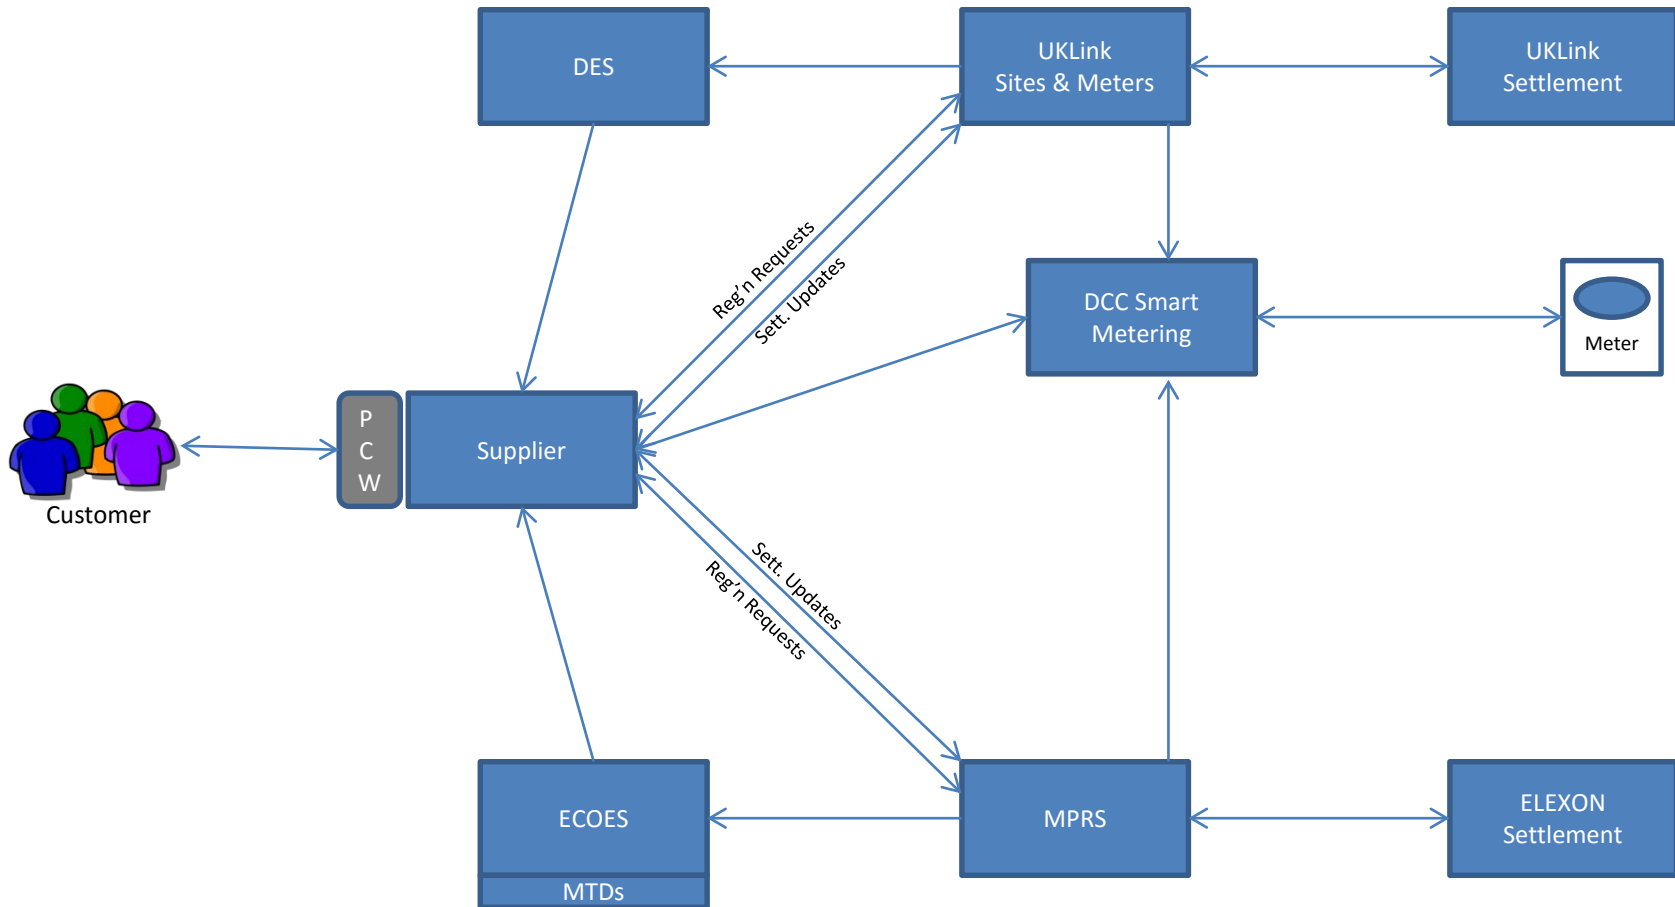 DES
UKLink
Sites & Meters
UKLink
Settlement
Reg'n Requests
Sett. Updates
DCC Smart
Metering
Meter
P
C
W
Supplier
Customer
Sett. Updates
Reg'n Requests
ECOES
MTDs
MPRS
ELEXON
Settlement